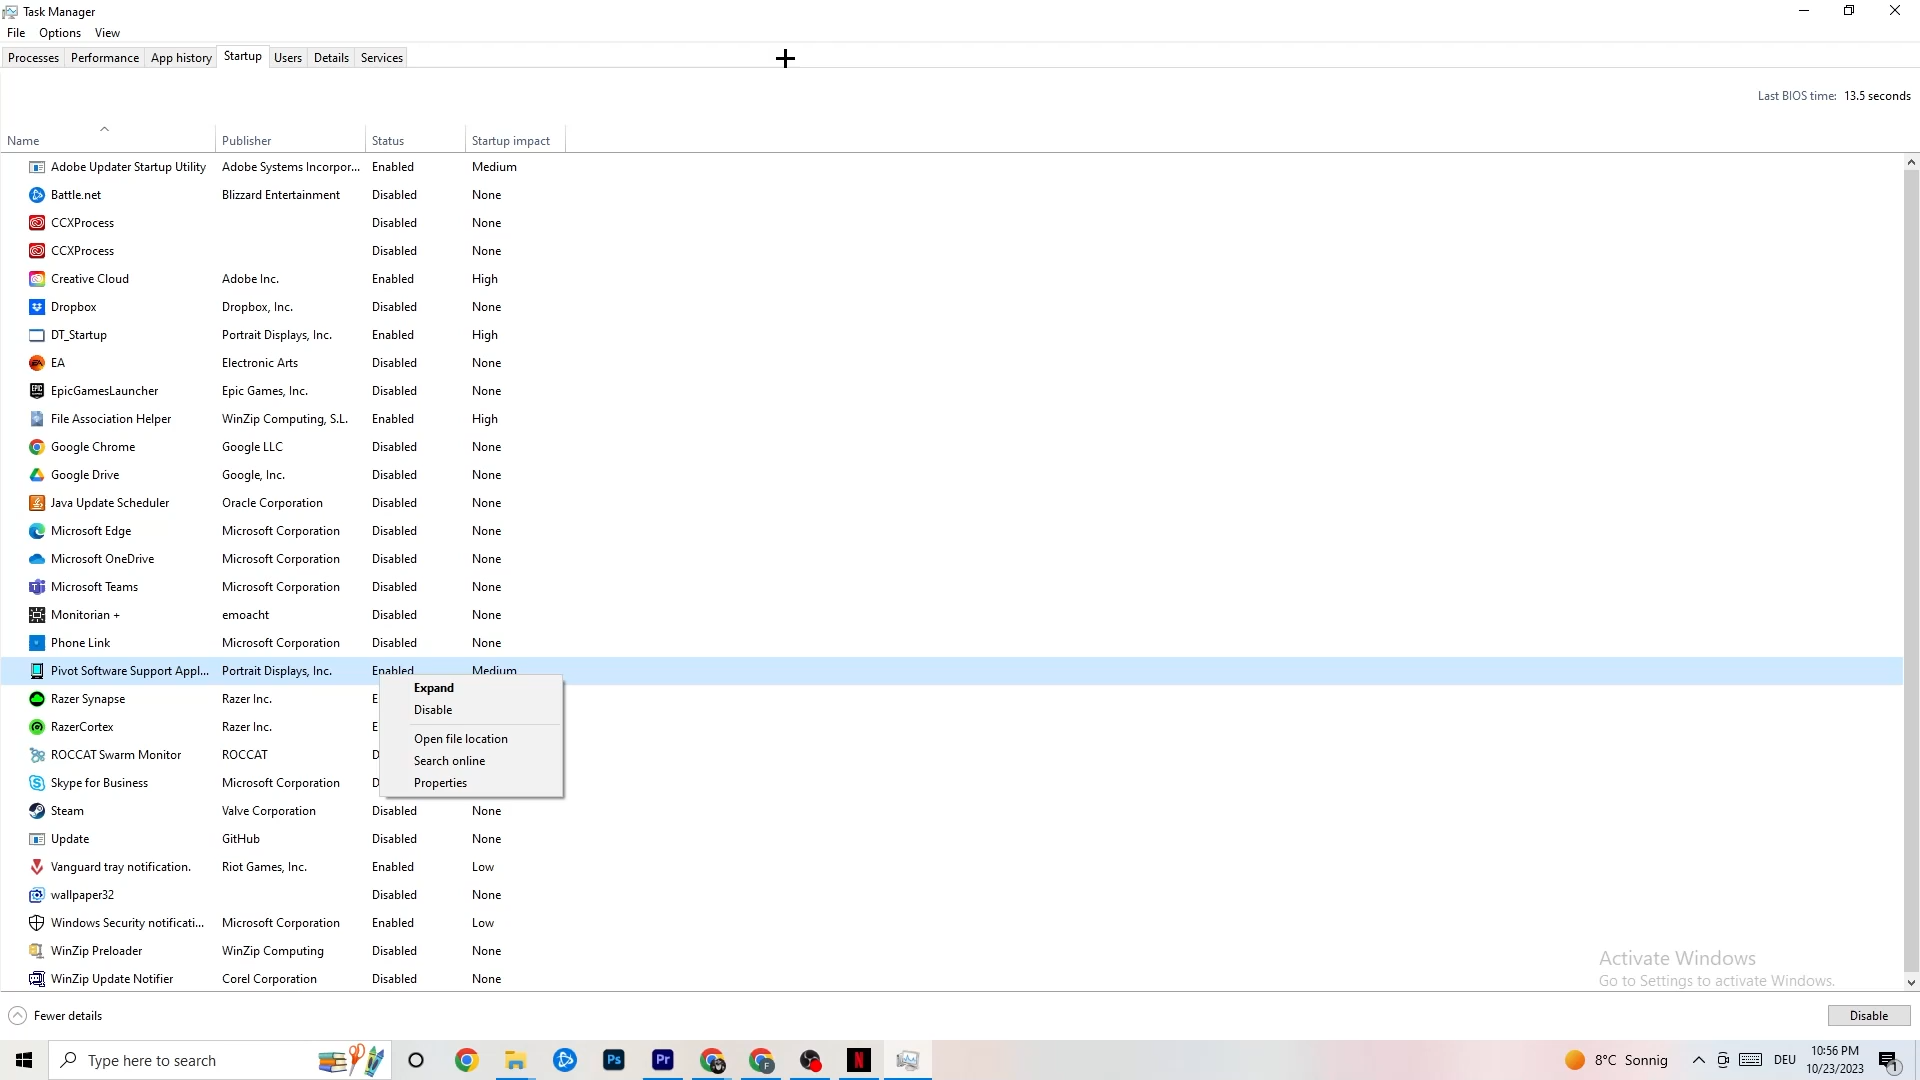 Task Manager
File Options View
Processes Performance App history Startup Users Details Services
Last BIOS time: 13.5 seconds
Name Publisher Status Startup impact
Adobe Updater Startup Utility Adobe Systems Incorpor... Enabled Medium
Battle.net Blizzard Entertainment Disabled None
CCXProcess Disabled None
CCXProcess Disabled None
Creative Cloud Adobe Inc. Enabled High
Dropbox Dropbox, Inc. Disabled None
DT_Startup Portrait Displays, Inc. Enabled High
EA Electronic Arts Disabled None
EpicGamesLauncher Epic Games, Inc. Disabled None
File Association Helper WinZip Computing, S.L. Enabled High
Google Chrome Google LLC Disabled None
Google Drive Google, Inc. Disabled None
Java Update Scheduler Oracle Corporation Disabled None
Microsoft Edge Microsoft Corporation Disabled None
Microsoft OneDrive Microsoft Corporation Disabled None
Microsoft Teams Microsoft Corporation Disabled None
Monitorian + emoacht Disabled None
Phone Link Microsoft Corporation Disabled None
Pivot Software Support Appl... Portrait Displays, Inc. Enabled Medium
Razer Synapse Razer Inc. E
RazerCortex Razer Inc. E
ROCCAT Swarm Monitor ROCCAT D
Skype for Business Microsoft Corporation D
Expand
Disable
Open file location
Search online
Properties
Steam Valve Corporation Disabled None
Update GitHub Disabled None
Vanguard tray notification. Riot Games, Inc. Enabled Low
wallpaper32 Disabled None
Windows Security notificati... Microsoft Corporation Enabled Low
WinZip Preloader WinZip Computing Disabled None
WinZip Update Notifier Corel Corporation Disabled None
Activate Windows
Go to Settings to activate Windows.
Fewer details Disable
Type here to search Ps Pr F N 8°C Sonnig DEU 10:56 PM
10/23/2023 1